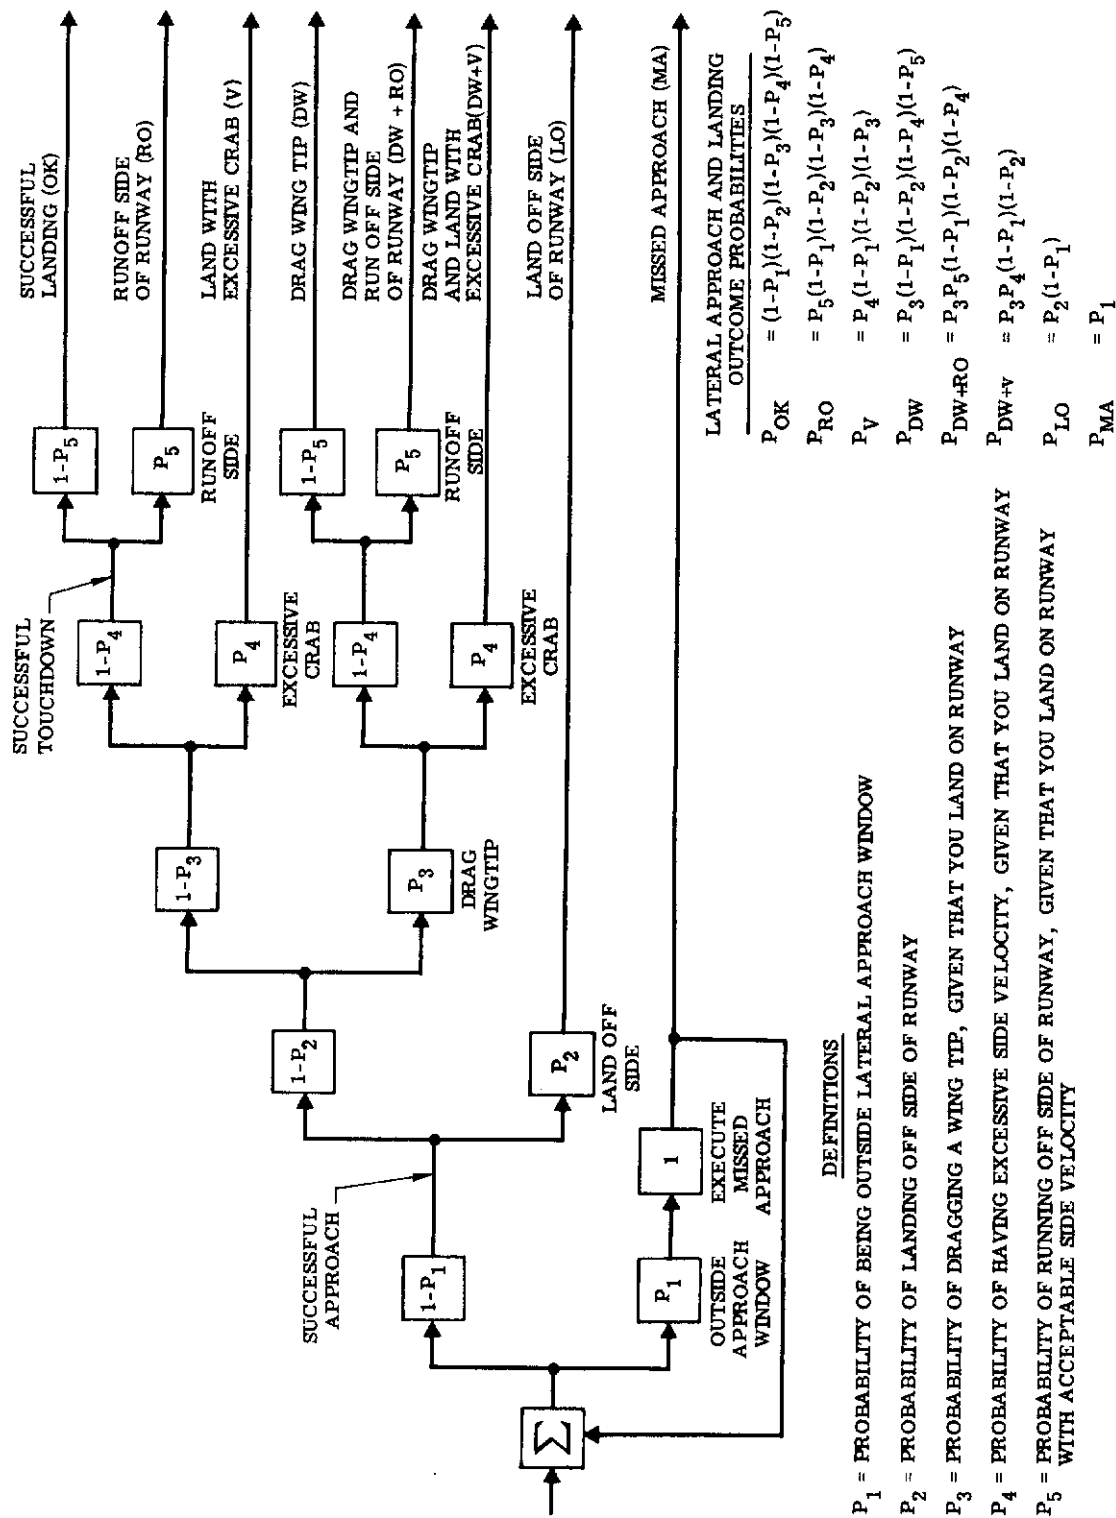 SUCCESSFUL
LANDING (OK)
RUNOFF SIDE
OF RUNWAY (RO)
LAND WITH
EXCESSIVE CRAB (V)
DRAG WING TIP (DW)
DRAG WINGTIP AND
RUN OFF SIDE
OF RUNWAY (DW + RO)
DRAG WINGTIP
AND LAND WITH
EXCESSIVE CRAB(DW+V)
LAND OFF SIDE
OF RUNWAY (LO)
MISSED APPROACH (MA)
SUCCESSFUL
TOUCHDOWN
SUCCESSFUL
APPROACH
Σ
1-P1
P1
OUTSIDE
APPROACH
WINDOW
1
EXECUTE
MISSED
APPROACH
1-P2
P2
LAND OFF
SIDE
1-P3
P3
DRAG
WINGTIP
1-P4
P4
EXCESSIVE
CRAB
1-P4
P4
EXCESSIVE
CRAB
1-P5
P5
RUNOFF
SIDE
1-P5
P5
RUNOFF
SIDE
LATERAL APPROACH AND LANDING
OUTCOME PROBABILITIES
POK = (1-P1)(1-P2)(1-P3)(1-P4)(1-P5)
PRO = P5(1-P1)(1-P2)(1-P3)(1-P4)
PV = P4(1-P1)(1-P2)(1-P3)
PDW = P3(1-P1)(1-P2)(1-P4)(1-P5)
PDW+RO = P3P5(1-P1)(1-P2)(1-P4)
PDW+v = P3P4(1-P1)(1-P2)
PLO = P2(1-P1)
PMA = P1
DEFINITIONS
P1 = PROBABILITY OF BEING OUTSIDE LATERAL APPROACH WINDOW
P2 = PROBABILITY OF LANDING OFF SIDE OF RUNWAY
P3 = PROBABILITY OF DRAGGING A WING TIP, GIVEN THAT YOU LAND ON RUNWAY
P4 = PROBABILITY OF HAVING EXCESSIVE SIDE VELOCITY, GIVEN THAT YOU LAND ON RUNWAY
P5 = PROBABILITY OF RUNNING OFF SIDE OF RUNWAY, GIVEN THAT YOU LAND ON RUNWAY
WITH ACCEPTABLE SIDE VELOCITY